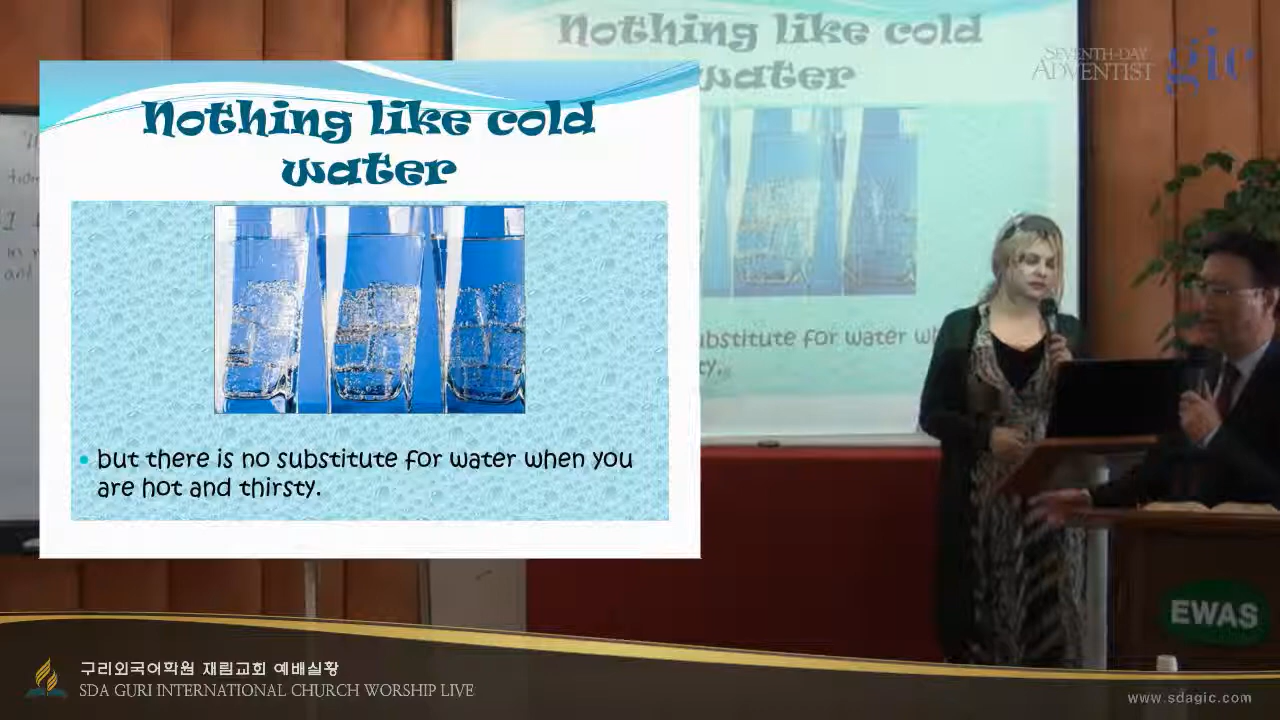 Nothing like cold
water
SEVENTH-DAY
ADVENTIST
gic
Nothing like cold
water
but there is no substitute for water when you
are hot and thirsty.
ubstitute for water wh
ty.
EWAS
구리외국어학원 재림교회 예배실황
SDA GURI INTERNATIONAL CHURCH WORSHIP LIVE
www.sdagic.com